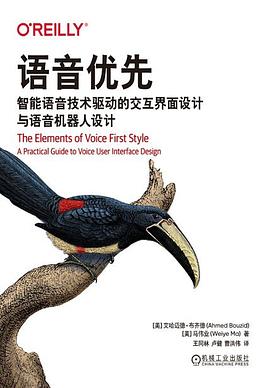 O'REILLY®
语音优先
智能语音技术驱动的交互界面设计
与语音机器人设计
The Elements of Voice First Style
A Practical Guide to Voice User Interface Design
[美] 艾哈迈德·布齐德 (Ahmed Bouzid)
[美] 马伟业 (Weiye Ma) 著
王同林 卢健 曹洪伟 译
机械工业出版社
CHINA MACHINE PRESS